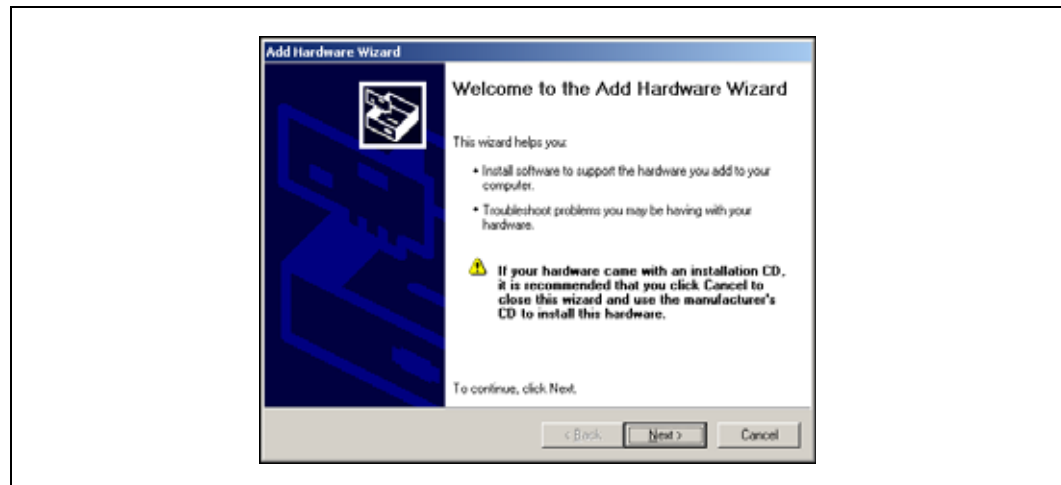 Add Hardware Wizard
Welcome to the Add Hardware Wizard
This wizard helps you:
• Install software to support the hardware you add to your
computer.
• Troubleshoot problems you may be having with your
hardware.
If your hardware came with an installation CD,
it is recommended that you click Cancel to
close this wizard and use the manufacturer's
CD to install this hardware.
To continue, click Next.
< Back
Next >
Cancel